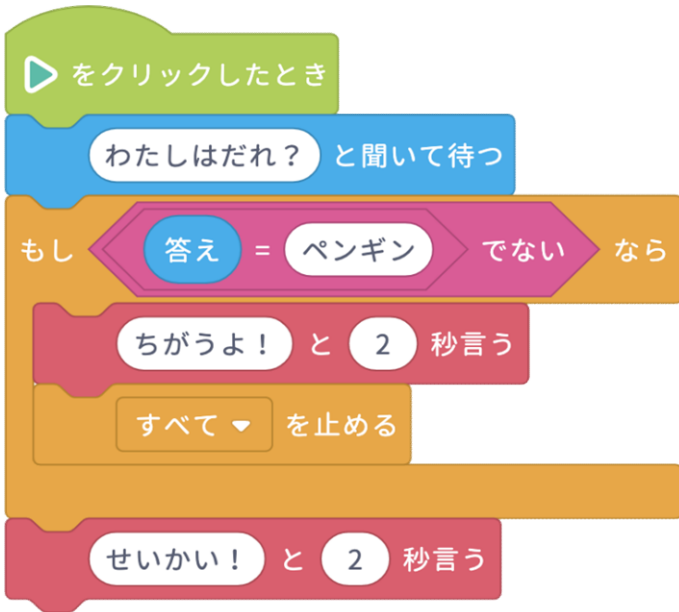 をクリックしたとき
わたしはだれ？ と聞いて待つ
もし 答え = ペンギン でない なら
ちがうよ！ と 2 秒言う
すべて を止める
せいかい！ と 2 秒言う